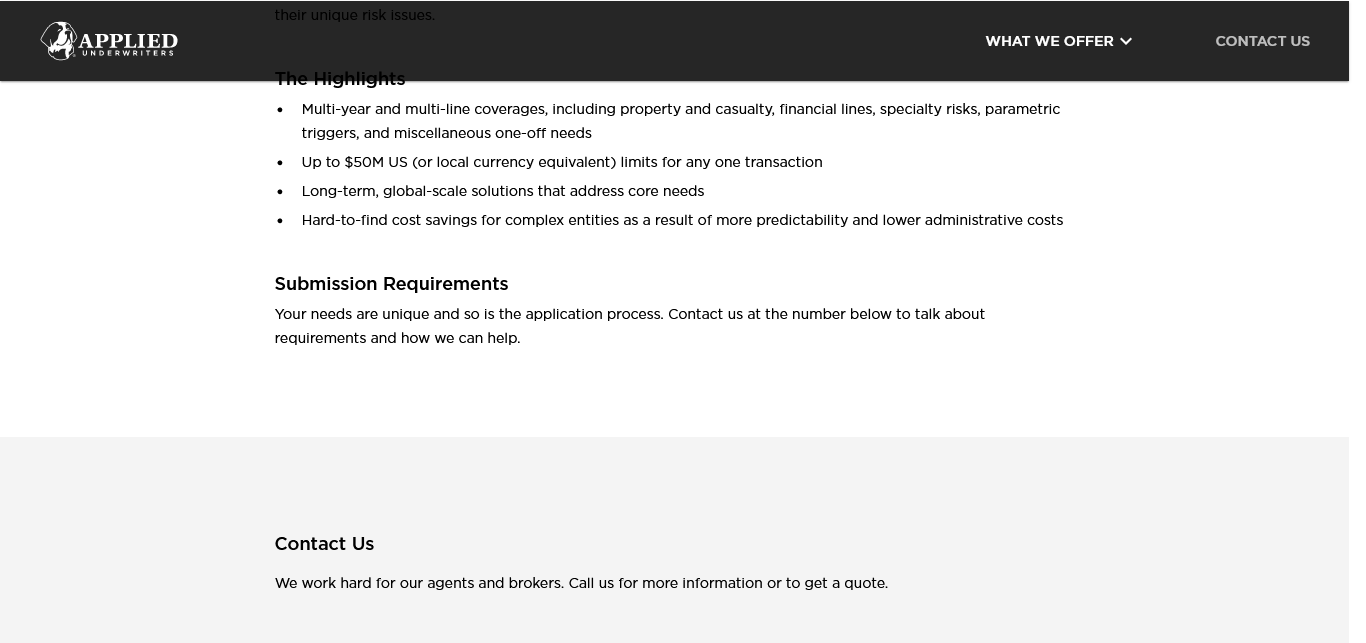 their unique risk issues.
APPLIED
UNDERWRITERS
WHAT WE OFFER
CONTACT US
The Highlights
• Multi-year and multi-line coverages, including property and casualty, financial lines, specialty risks, parametric
triggers, and miscellaneous one-off needs
• Up to $50M US (or local currency equivalent) limits for any one transaction
• Long-term, global-scale solutions that address core needs
• Hard-to-find cost savings for complex entities as a result of more predictability and lower administrative costs
Submission Requirements
Your needs are unique and so is the application process. Contact us at the number below to talk about
requirements and how we can help.
Contact Us
We work hard for our agents and brokers. Call us for more information or to get a quote.